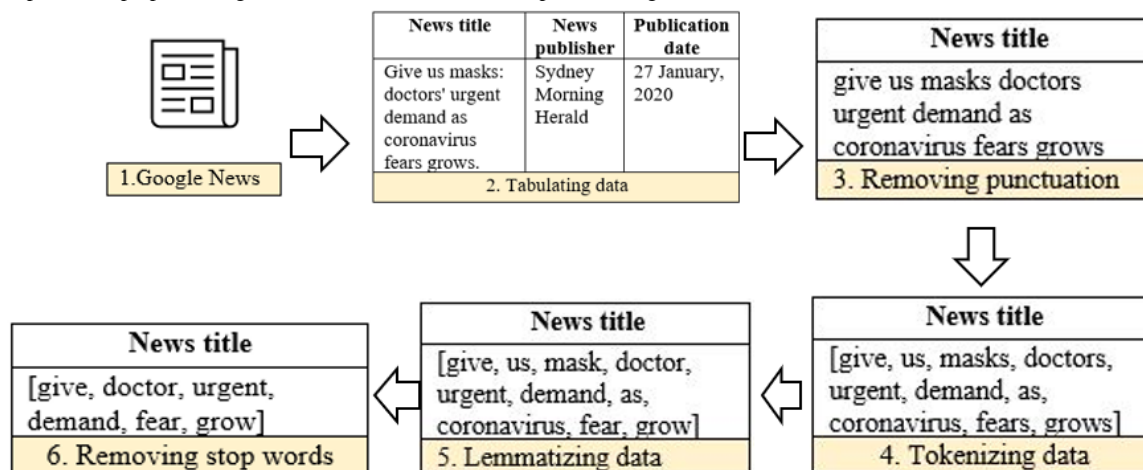 1.Google News
News title
News publisher
Publication date
Give us masks:
doctors' urgent
demand as
coronavirus
fears grows.
Sydney
Morning
Herald
27 January,
2020
2. Tabulating data
News title
give us masks doctors
urgent demand as
coronavirus fears grows
3. Removing punctuation
News title
[give, us, masks, doctors,
urgent, demand, as,
coronavirus, fears, grows]
4. Tokenizing data
News title
[give, us, mask, doctor,
urgent, demand, as,
coronavirus, fear, grow]
5. Lemmatizing data
News title
[give, doctor, urgent,
demand, fear, grow]
6. Removing stop words